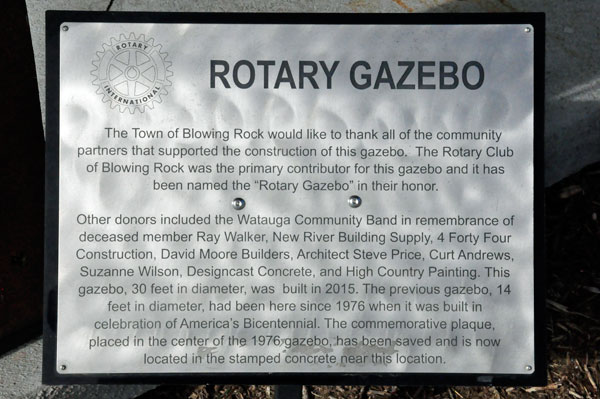 ROTARY
INTERNATIONAL
ROTARY GAZEBO
The Town of Blowing Rock would like to thank all of the community
partners that supported the construction of this gazebo. The Rotary Club
of Blowing Rock was the primary contributor for this gazebo and it has
been named the “Rotary Gazebo” in their honor.
Other donors included the Watauga Community Band in remembrance of
deceased member Ray Walker, New River Building Supply, 4 Forty Four
Construction, David Moore Builders, Architect Steve Price, Curt Andrews,
Suzanne Wilson, Designcast Concrete, and High Country Painting. This
gazebo, 30 feet in diameter, was built in 2015. The previous gazebo, 14
feet in diameter, had been here since 1976 when it was built in
celebration of America's Bicentennial. The commemorative plaque,
placed in the center of the 1976 gazebo, has been saved and is now
located in the stamped concrete near this location.